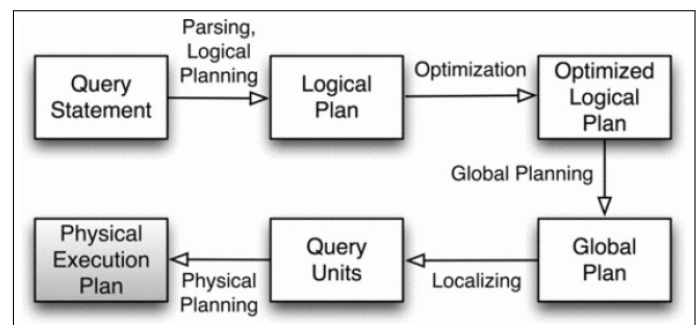 Query
Statement
Parsing,
Logical
Planning
Logical
Plan
Optimization
Optimized
Logical
Plan
Global Planning
Global
Plan
Localizing
Query
Units
Physical
Planning
Physical
Execution
Plan